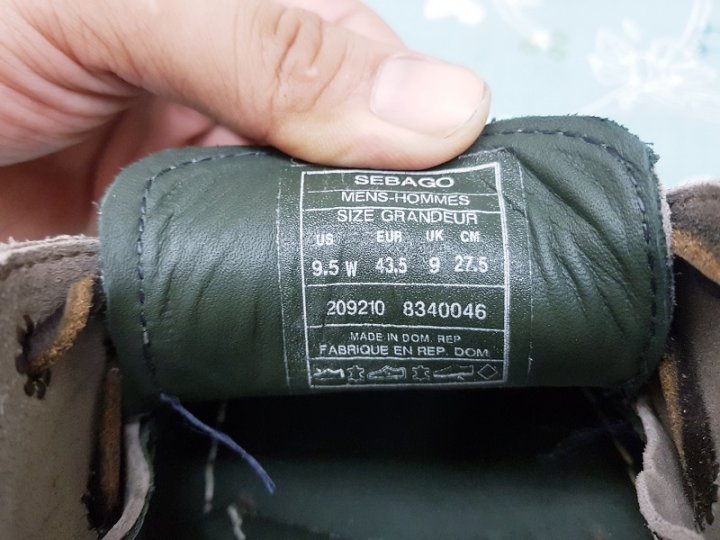 SEBAGO
MENS-HOMMES
SIZE GRANDEUR
US EUR UK CM
9.5 W 43.5 9 27.5
209210 8340046
MADE IN DOM. REP
FABRIQUE EN REP. DOM.